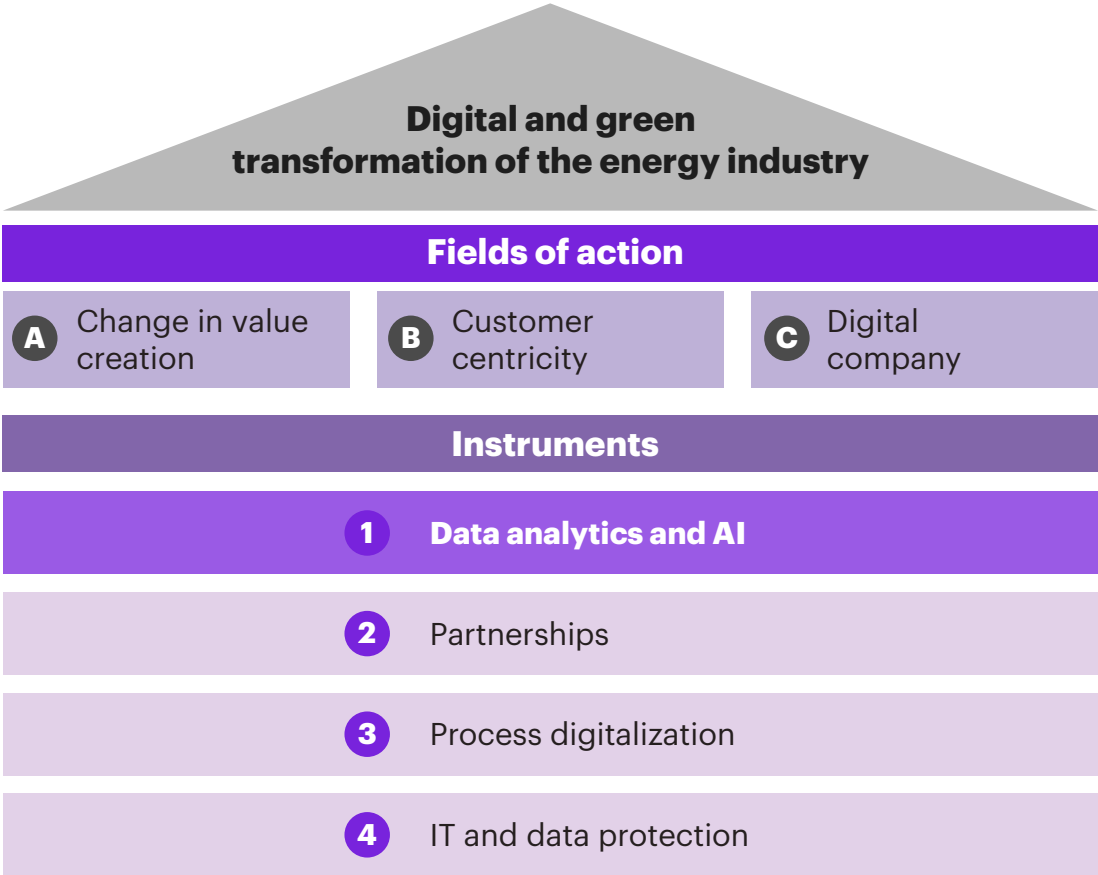 Digital and green
transformation of the energy industry
Fields of action
A
Change in value
creation
B
Customer
centricity
C
Digital
company
Instruments
1 Data analytics and AI
2 Partnerships
3 Process digitalization
4 IT and data protection